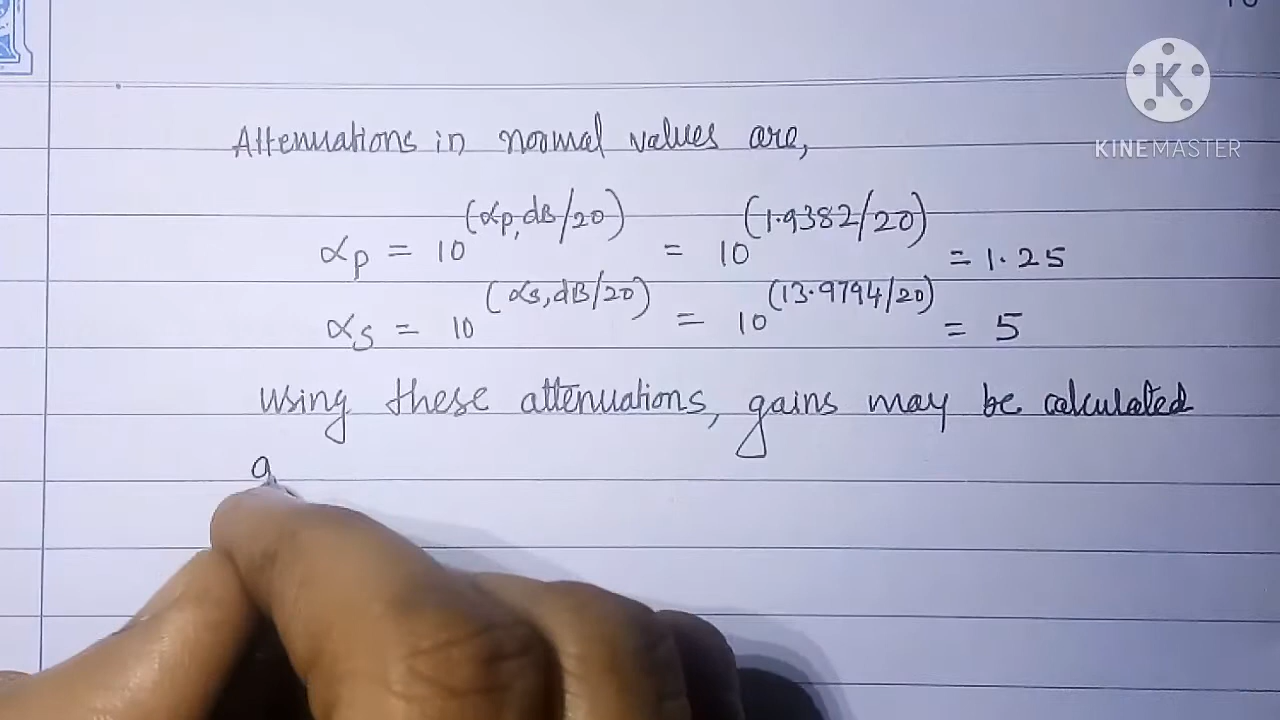 KINEMASTER
Attenuations in normal values are,
αp = 10^(αp,dB/20) = 10^(1.9382/20) = 1.25
αs = 10^(αs,dB/20) = 10^(13.9794/20) = 5
Using these attenuations, gains may be calculated